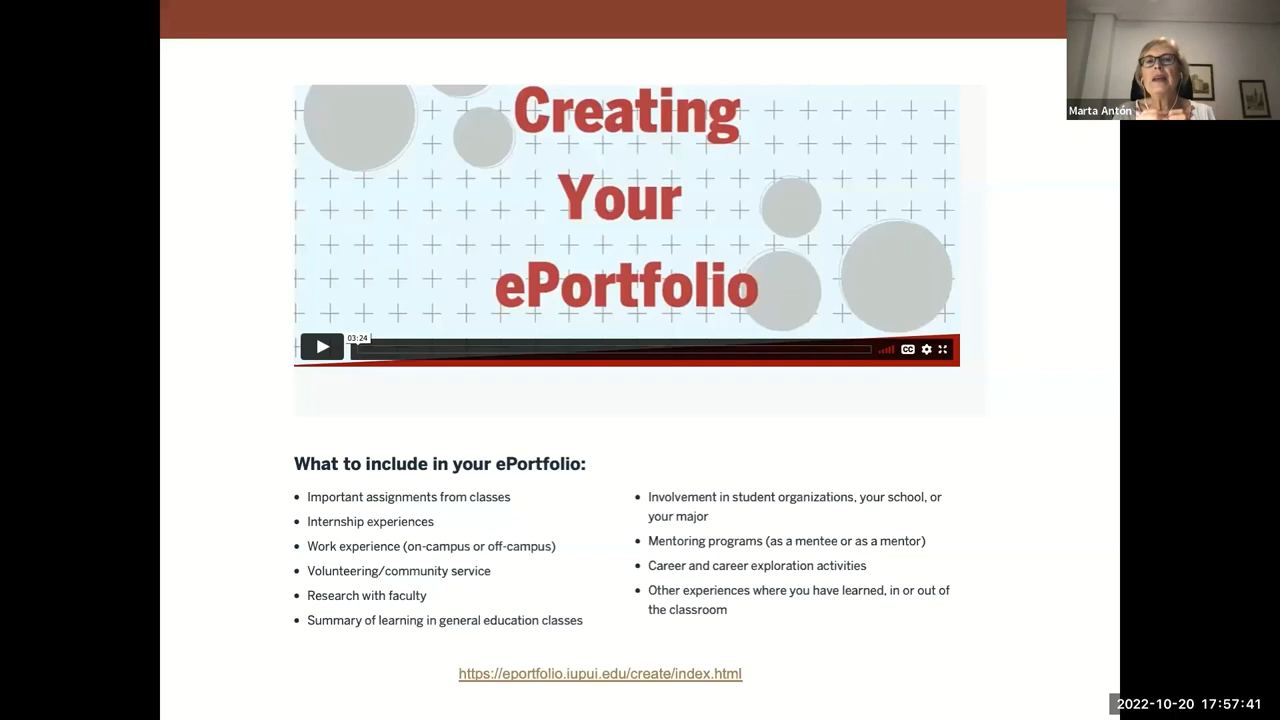 Creating
Your
ePortfolio
03:24
CC
Marta Antón
What to include in your ePortfolio:
• Important assignments from classes
• Internship experiences
• Work experience (on-campus or off-campus)
• Volunteering/community service
• Research with faculty
• Summary of learning in general education classes
• Involvement in student organizations, your school, or
your major
• Mentoring programs (as a mentee or as a mentor)
• Career and career exploration activities
• Other experiences where you have learned, in or out of
the classroom
https://eportfolio.iupui.edu/create/index.html
2022-10-20 17:57:41